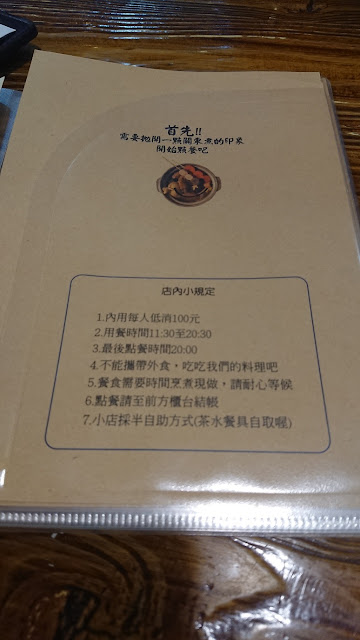 首先!!
需要拋開一點關東煮的印象
開始點餐吧
店內小規定
1.內用每人低消100元
2.用餐時間11:30至20:30
3.最後點餐時間20:00
4.不能攜帶外食，吃吃我們的料理吧
5.餐食需要時間烹煮現做，請耐心等候
6.點餐請至前方櫃台結帳
7.小店採半自助方式(茶水餐具自取喔)